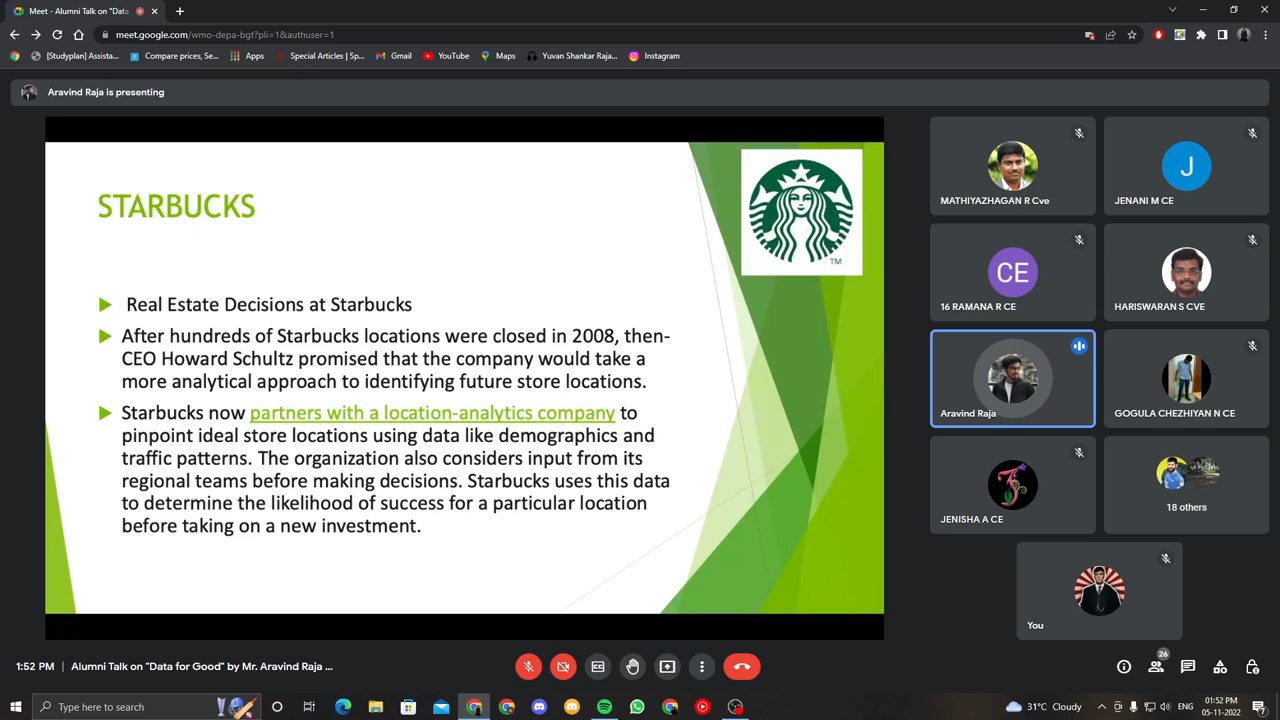 Meet - Alumni Talk on "Data
meet.google.com/wmo-depa-bgt?pli=1&authuser=1
[Studyplan] Assista...
Compare prices, Se...
Apps
Special Articles | Sp...
Gmail
YouTube
Maps
Yuvan Shankar Raja...
Instagram
Aravind Raja is presenting
STARBUCKS
TM
Real Estate Decisions at Starbucks
After hundreds of Starbucks locations were closed in 2008, then-
CEO Howard Schultz promised that the company would take a
more analytical approach to identifying future store locations.
Starbucks now partners with a location-analytics company to
pinpoint ideal store locations using data like demographics and
traffic patterns. The organization also considers input from its
regional teams before making decisions. Starbucks uses this data
to determine the likelihood of success for a particular location
before taking on a new investment.
MATHIYAZHAGAN R Cve
J
JENANI M CE
CE
16 RAMANA R CE
HARISWARAN S CVE
Aravind Raja
GOGULA CHEZHIYAN N CE
JENISHA A CE
18 others
You
1:52 PM | Alumni Talk on "Data for Good" by Mr. Aravind Raja ...
26
Type here to search
31°C Cloudy
ENG
01:52 PM
05-11-2022